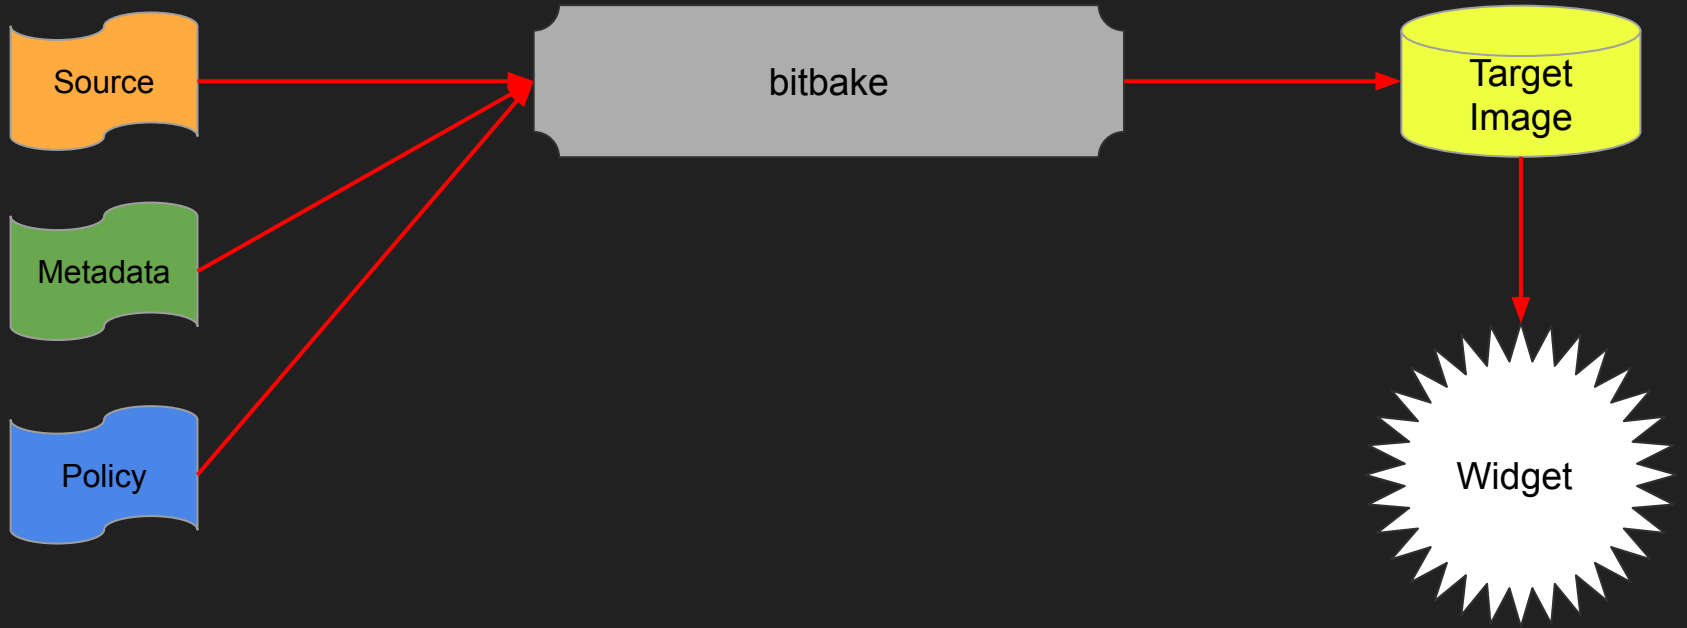 Source
bitbake
Target
Image
Metadata
Policy
Widget